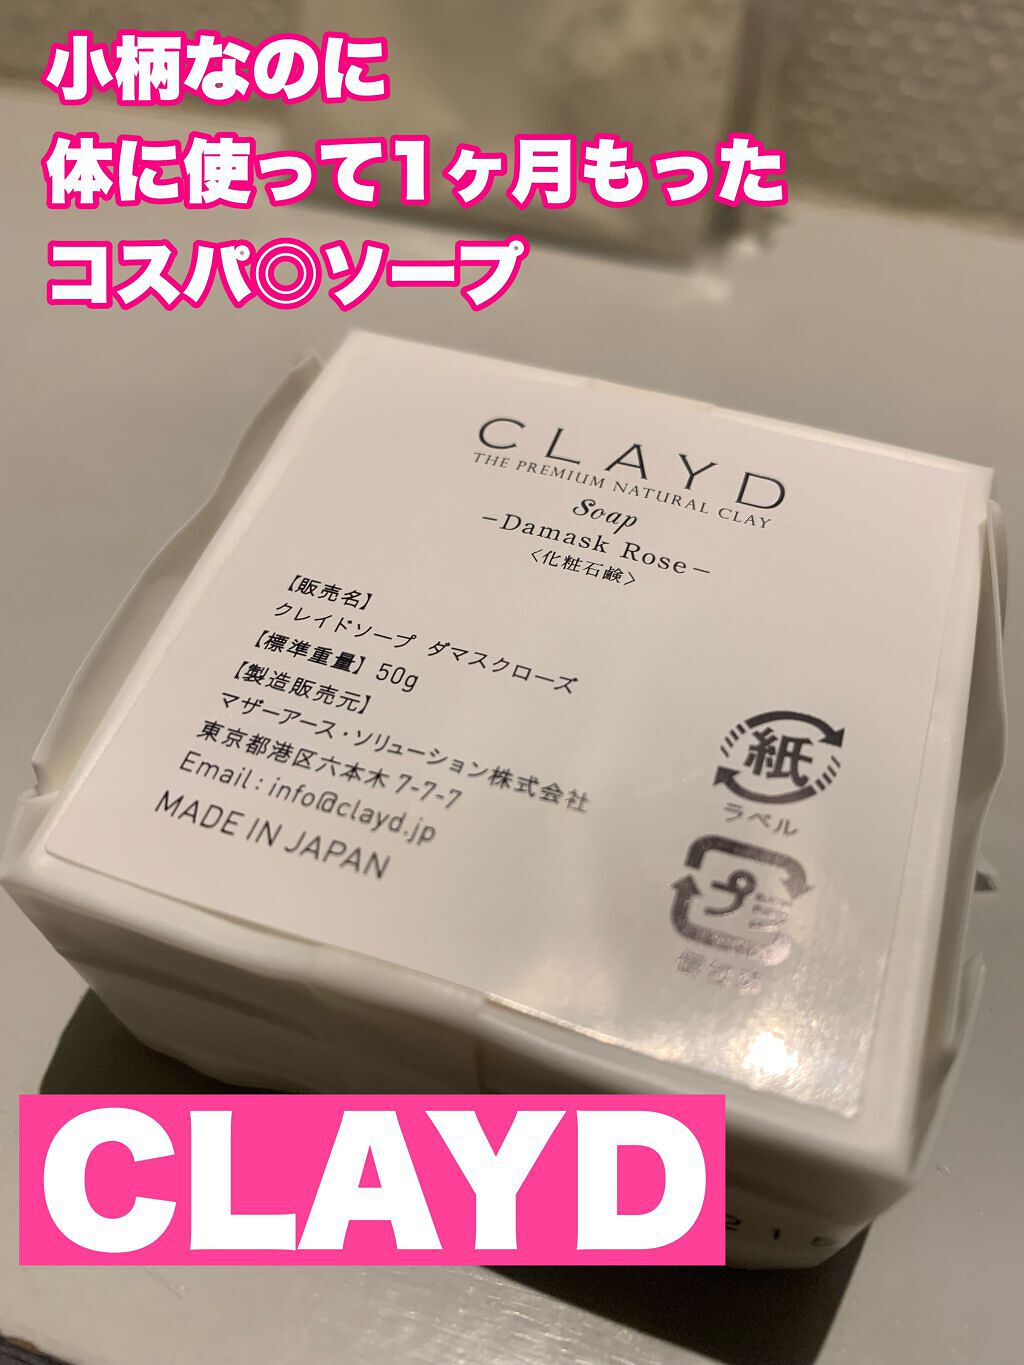 小柄なのに
体に使って1ヶ月もった
コスパ◎ソープ
CLAYD
THE PREMIUM NATURAL CLAY
Soap
－Damask Rose－
〈化粧石鹸〉
【販売名】
クレイドソープ ダマスクローズ
【標準重量】50g
【製造販売元】
マザーアース・ソリューション株式会社
東京都港区六本木 7-7-7
Email : info@clayd.jp
MADE IN JAPAN
紙
ラベル
プラ
個包装
CLAYD